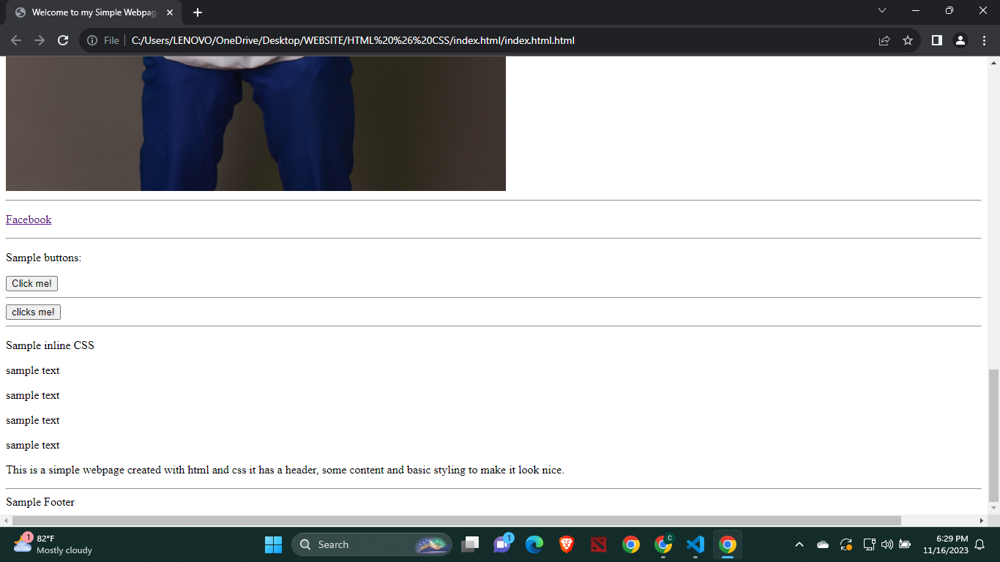 Welcome to my Simple Webpag
File
C:/Users/LENOVO/OneDrive/Desktop/WEBSITE/HTML%20%26%20CSS/index.html/index.html.html
Facebook
Sample buttons:
Click me!
clicks me!
Sample inline CSS
sample text
sample text
sample text
sample text
This is a simple webpage created with html and css it has a header, some content and basic styling to make it look nice.
Sample Footer
1
82°F
Mostly cloudy
Search
1
C
6:29 PM
11/16/2023